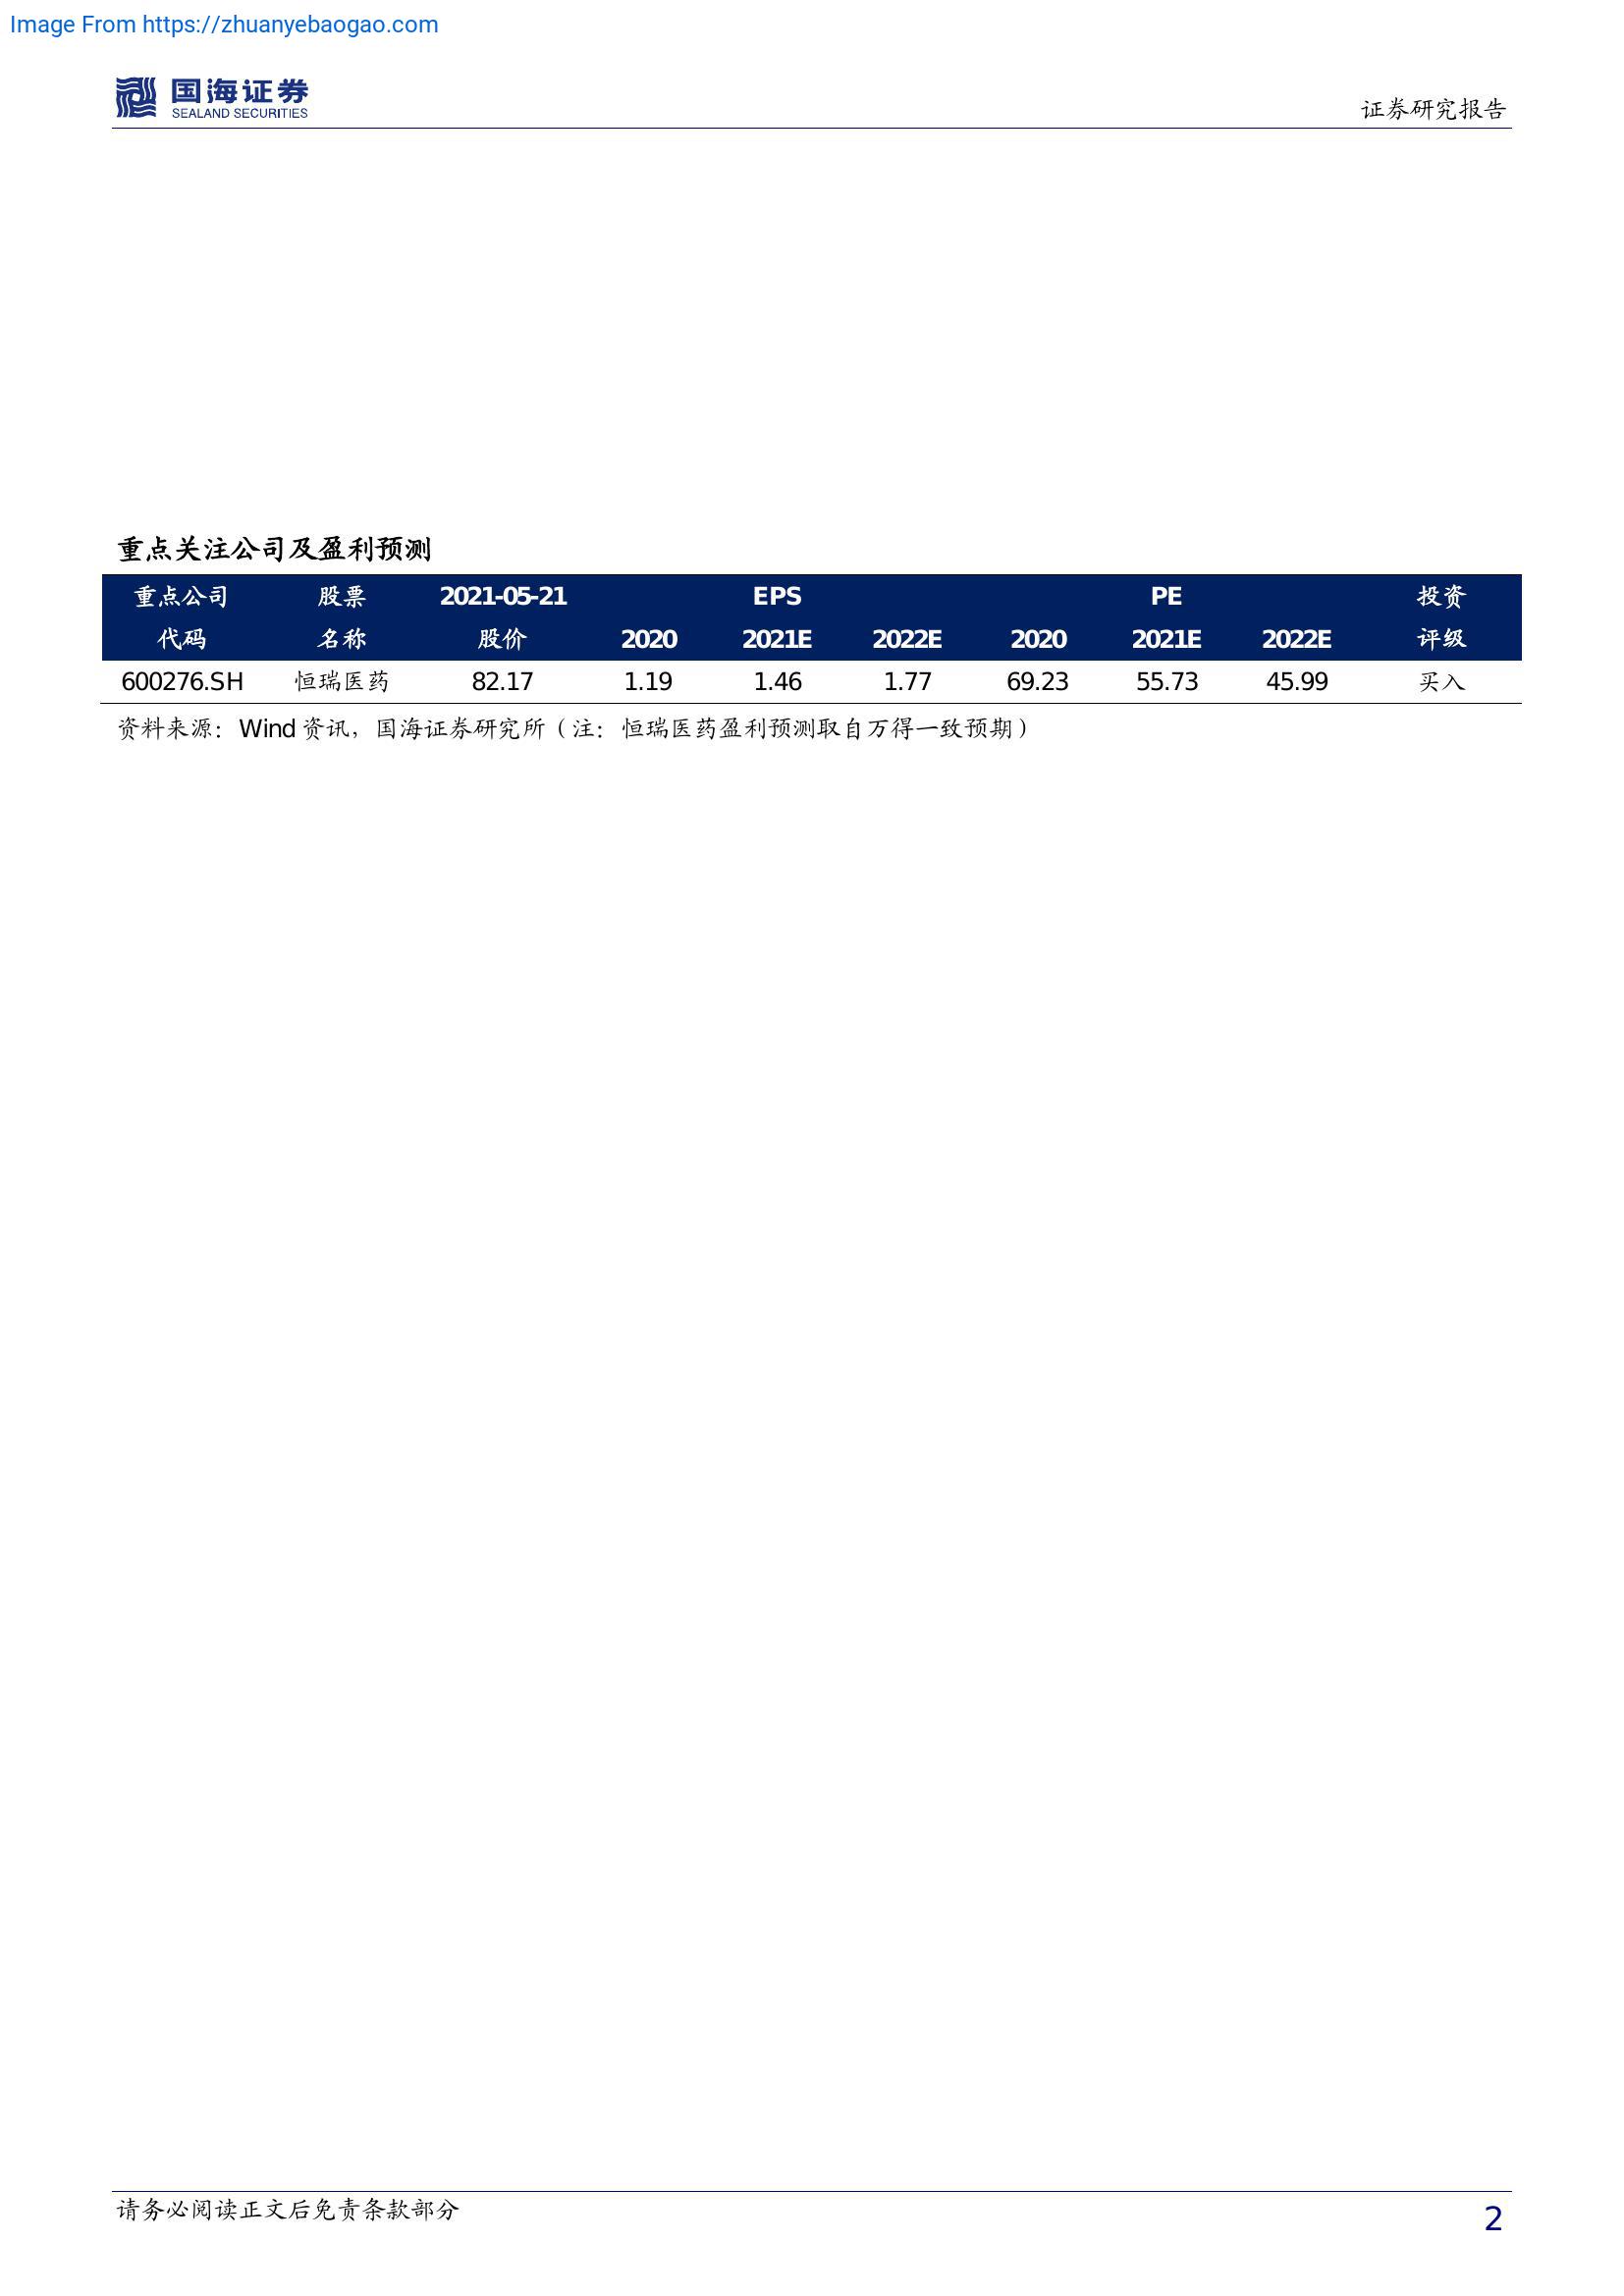 Image From https://zhuanyebaogao.com
国海证券
SEALAND SECURITIES
证券研究报告
重点关注公司及盈利预测
重点公司 股票 2021-05-21 EPS PE 投资
代码 名称 股价 2020 2021E 2022E 2020 2021E 2022E 评级
600276.SH 恒瑞医药 82.17 1.19 1.46 1.77 69.23 55.73 45.99 买入
资料来源：Wind 资讯，国海证券研究所（注：恒瑞医药盈利预测取自万得一致预期）
请务必阅读正文后免责条款部分
2